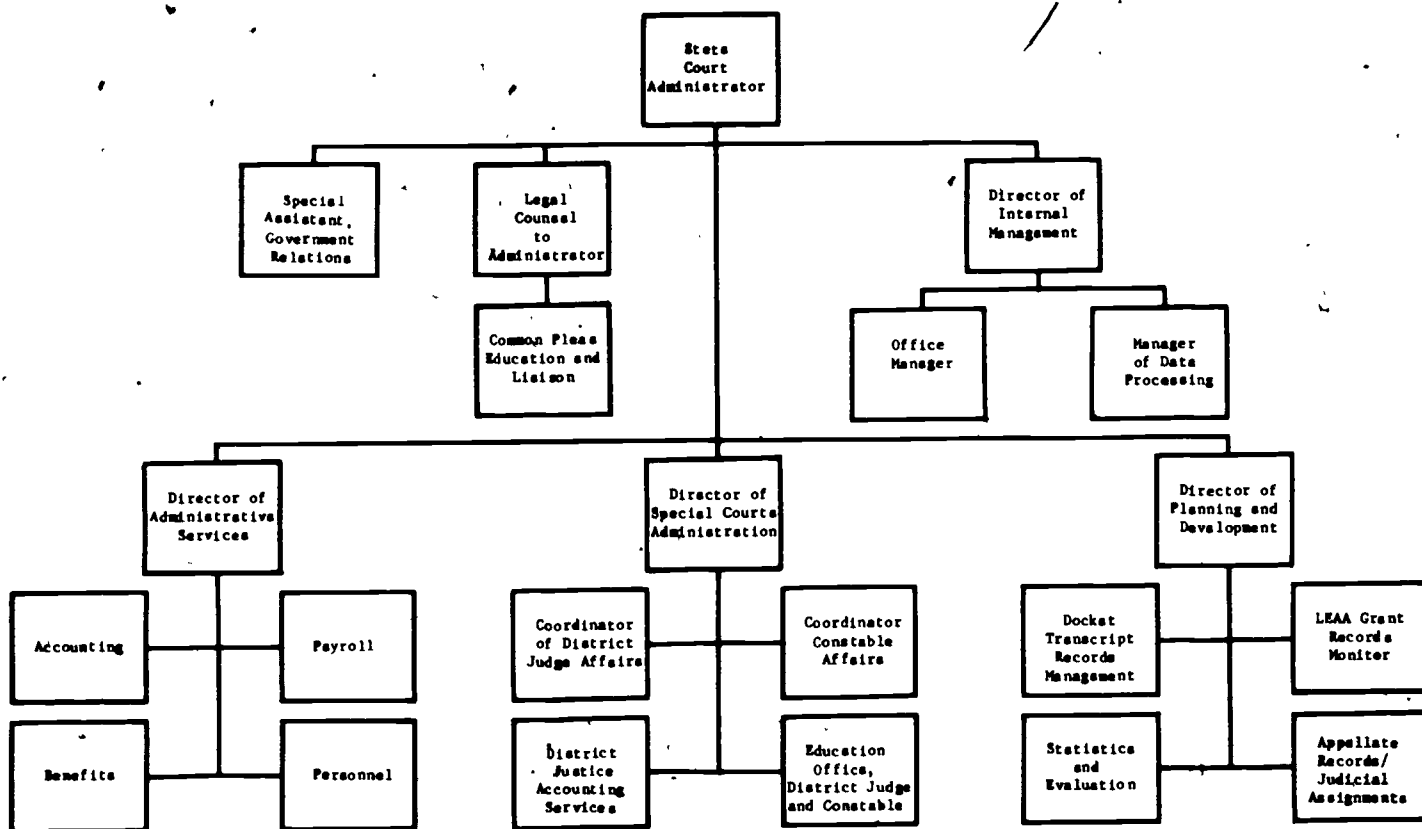 State
Court
Administrator
Special
Assistant,
Government
Relations
Legal
Counsel
to
Administrator
Director of
Internal
Management
Common Pleas
Education and
Liaison
Office
Manager
Manager
of Data
Processing
Director of
Administrative
Services
Director of
Special Courts
Administration
Director of
Planning and
Development
Accounting
Payroll
Benefits
Personnel
Coordinator
of District
Judge Affairs
Coordinator
Constable
Affairs
District
Justice
Accounting
Services
Education
Office,
District Judge
and Constable
Docket
Transcript
Records
Management
LEAA Grant
Records
Moniter
Statistics
and
Evaluation
Appellate
Records/
Judicial
Assignments